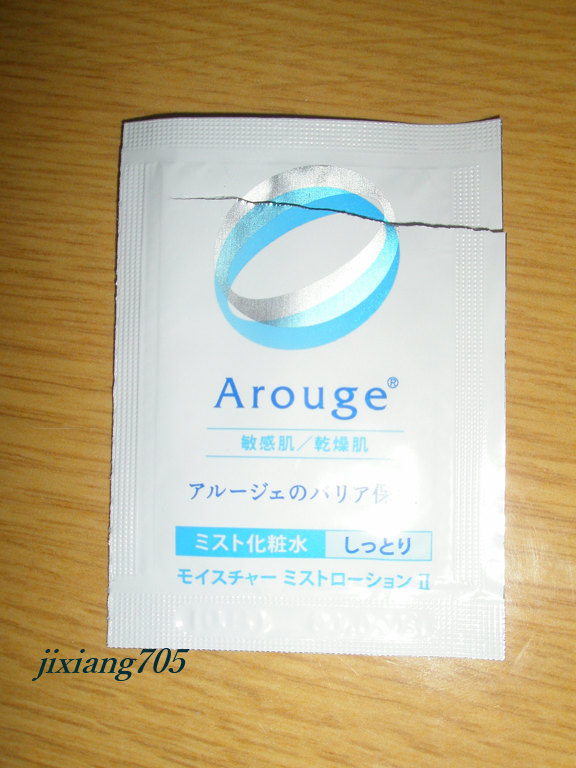 Arouge®
敏感肌／乾燥肌
アルージェのバリア保
ミスト化粧水 しっとり
モイスチャー ミストローション II
jixiang705